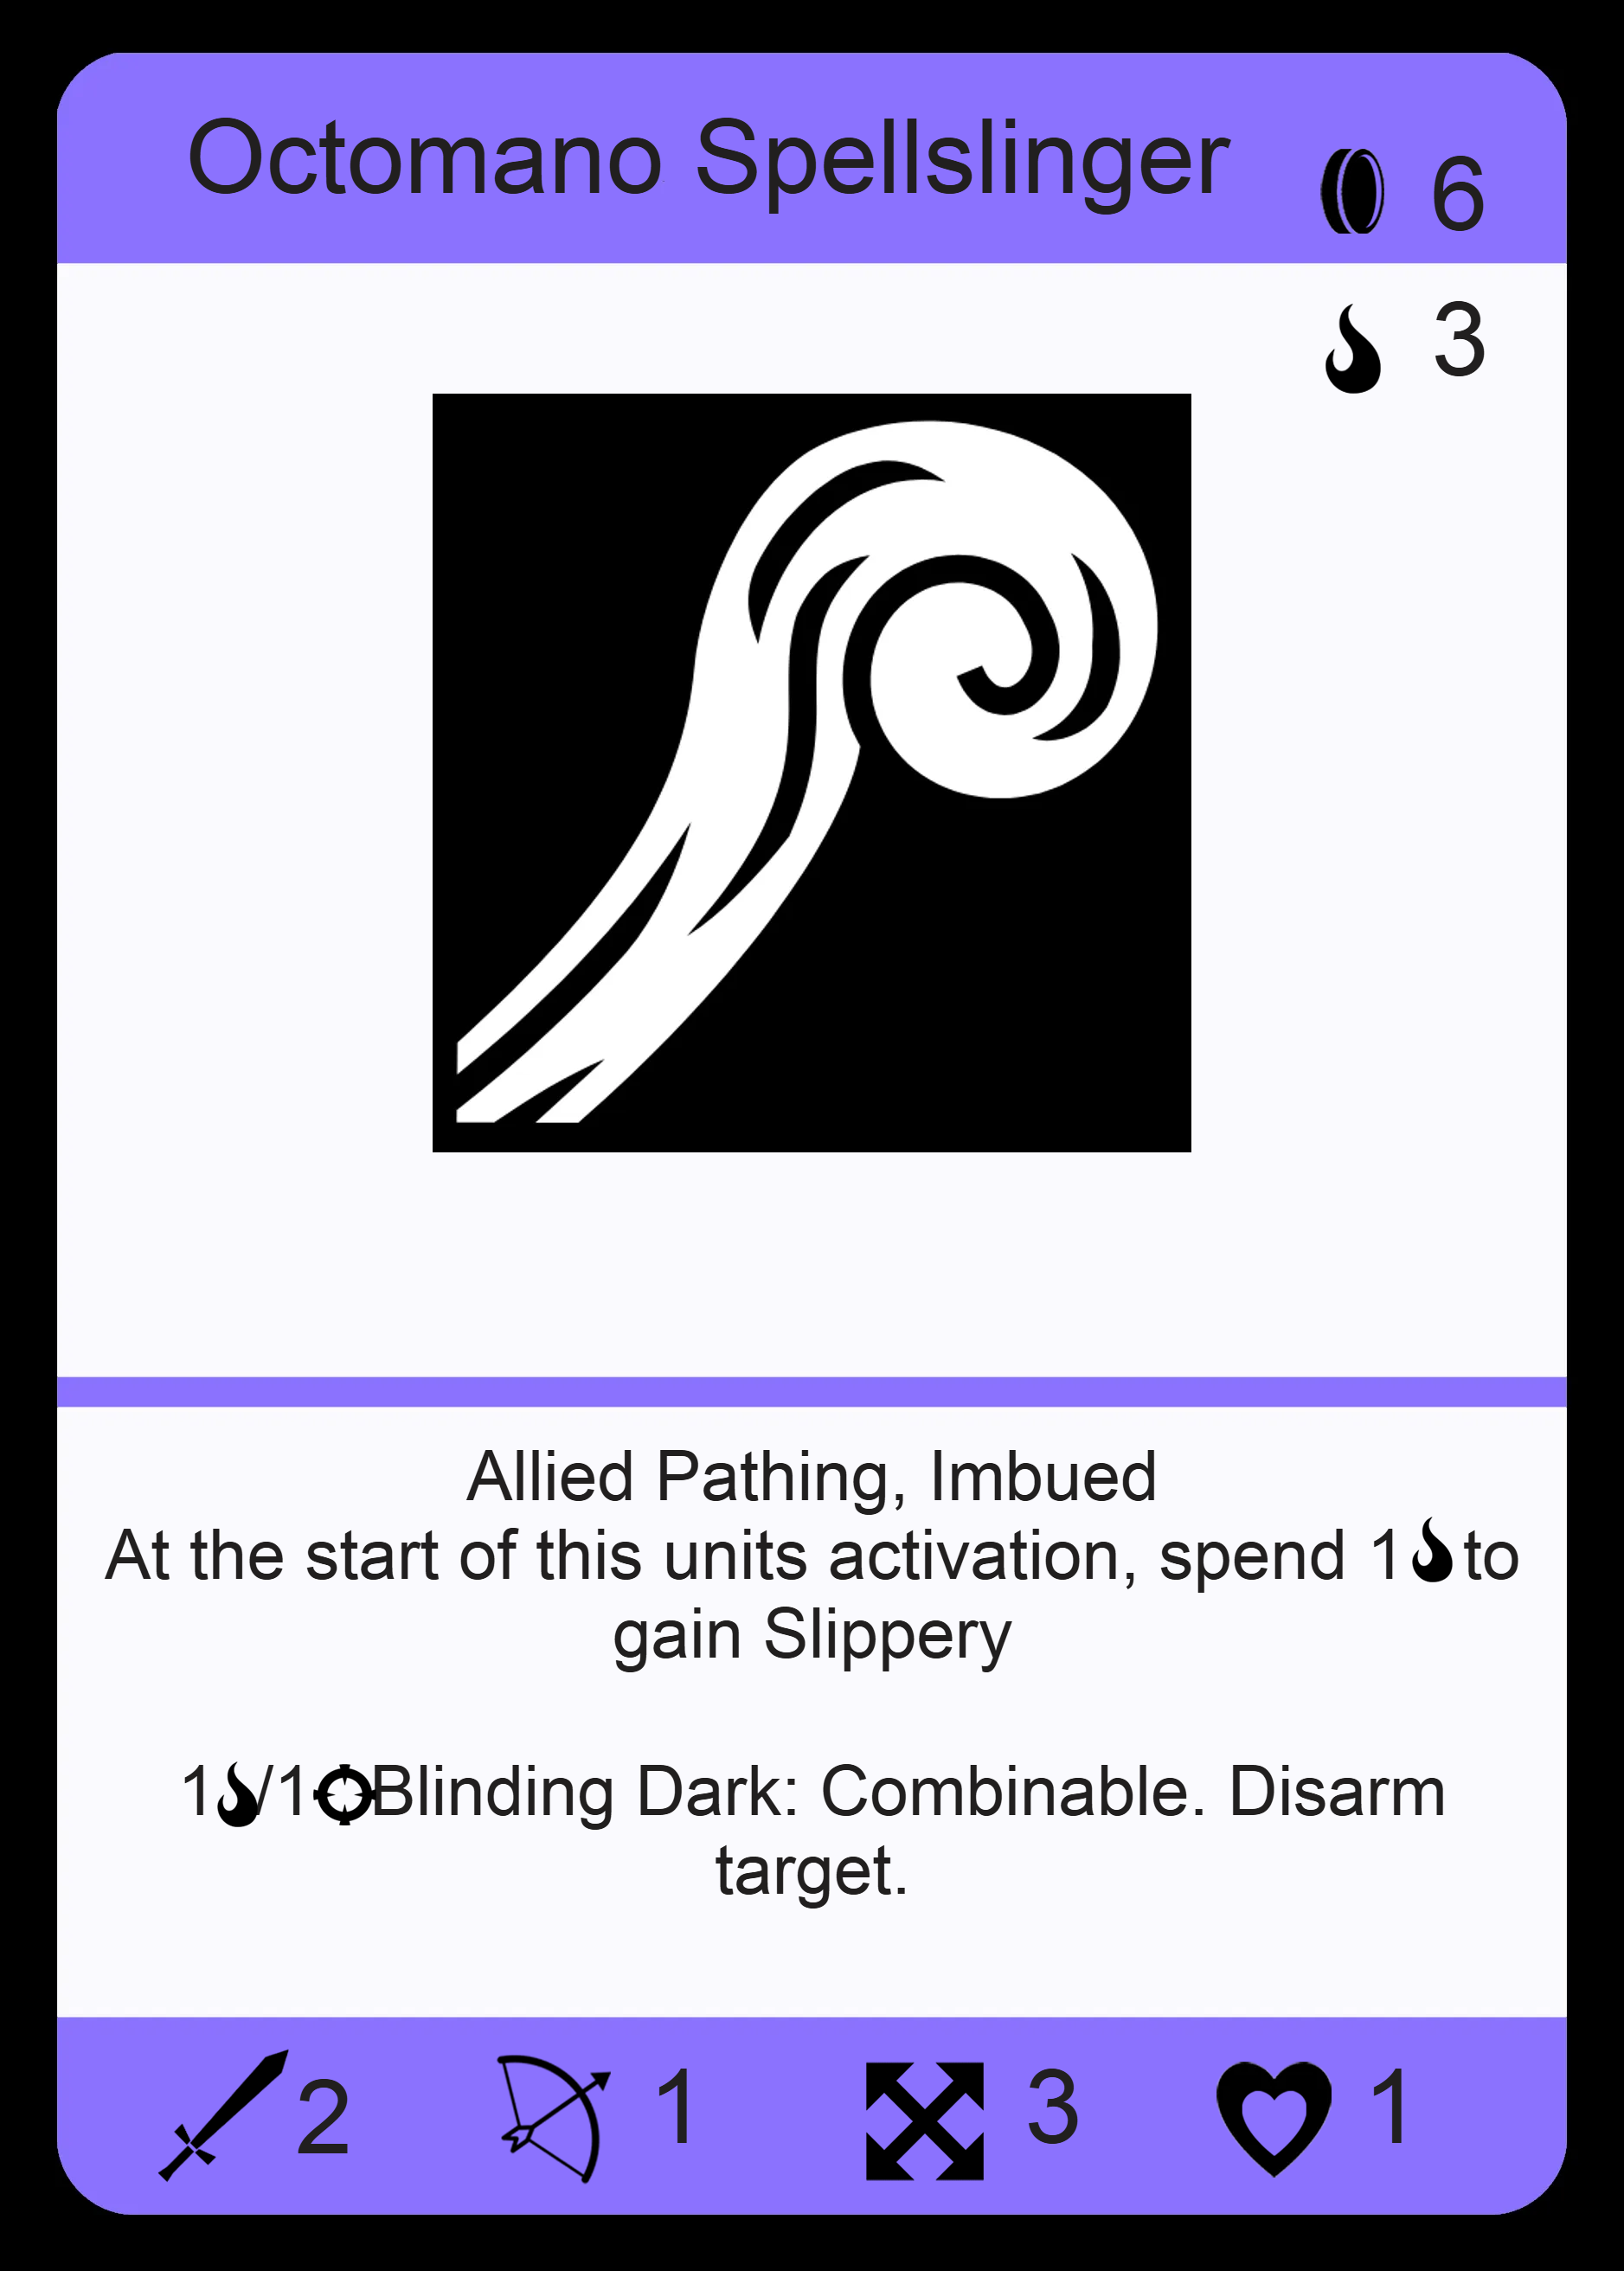 Octomano Spellslinger
6
3
Allied Pathing, Imbued
At the start of this units activation, spend 1 to
gain Slippery
1 /1 Blinding Dark: Combinable. Disarm
target.
2 1 3 1